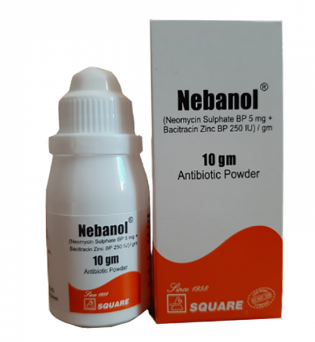 Nebanol®
(Neomycin Sulphate BP 5 mg +
Bacitracin Zinc BP 250 IU) / gm
10 gm
Antibiotic Powder
Since 1958
SQUARE
Nebanol®
(Neomycin Sulphate BP 5 mg +
Bacitracin Zinc BP 250 IU)/ gm
10 gm
Antibiotic Powder
Since 1958
SQUARE